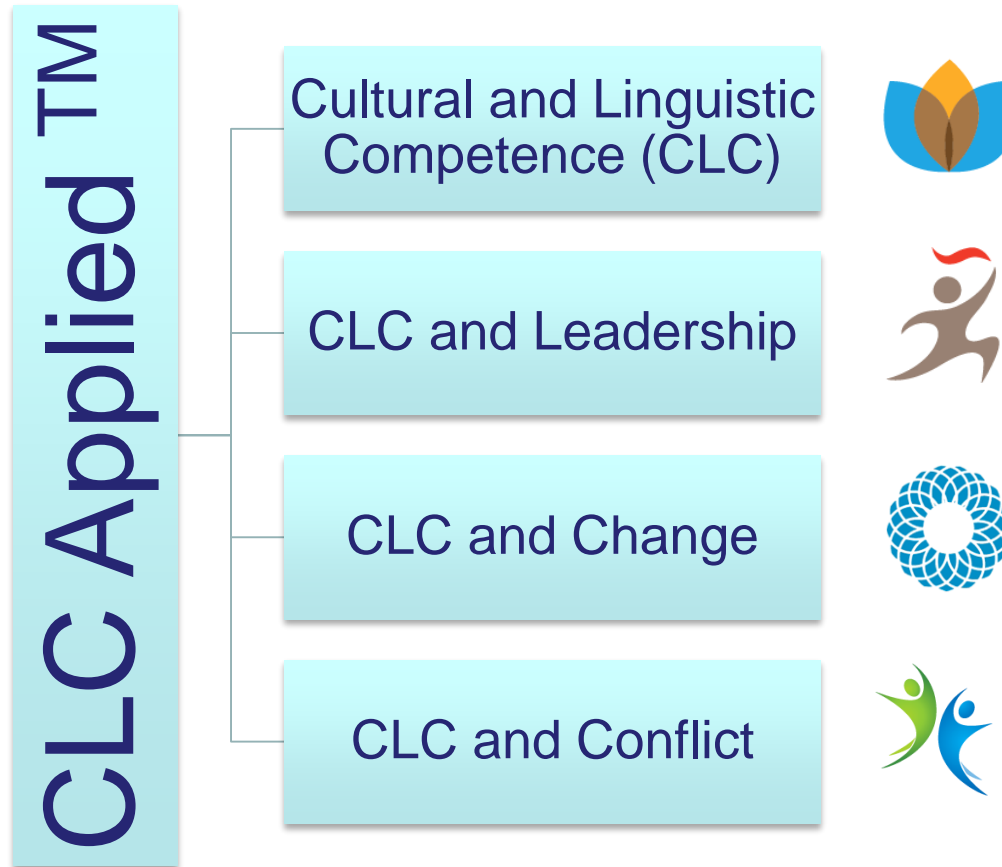 CLC Applied TM
Cultural and Linguistic
Competence (CLC)
CLC and Leadership
CLC and Change
CLC and Conflict